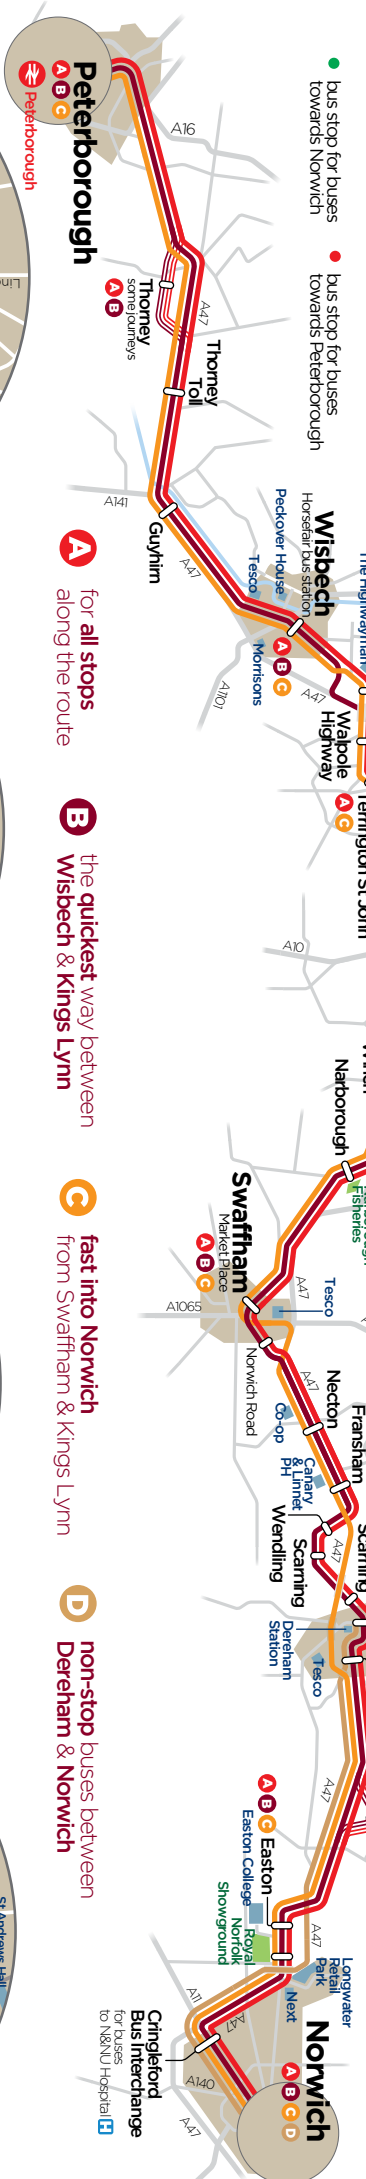 bus stop for buses
towards Norwich
bus stop for buses
towards Peterborough
Peterborough
A B C
Peterborough
A16
Thorney
some journeys
A B
A47
Thorney
Toll
A141
Guyhirn
A47
Wisbech
Horsefair bus station
Peckover House
Tesco
A B C
Morrisons
A1101
A47
The Highwayman
Walpole
Highway
Terrington St John
A C
A10
Narborough
Fisheries
Swaffham
Market Place
A B C
A1065
A47
Tesco
Norwich Road
A47
Necton
Co-op
Fransham
Canary
& Linnet
PH
Scarning
Wendling
A47
Scarning
Dereham
Station
Tesco
A47
A B C Easton
Easton College
Royal
Norfolk
Showground
A47
Longwater
Retail
Park
Next
A11
A47
Norwich
A B C D
Cringleford
Bus Interchange
for buses
to N&NU Hospital H
A140
A47
A for all stops
along the route
B the quickest way between
Wisbech & Kings Lynn
C fast into Norwich
from Swaffham & Kings Lynn
D non-stop buses between
Dereham & Norwich
St Andrews Hall